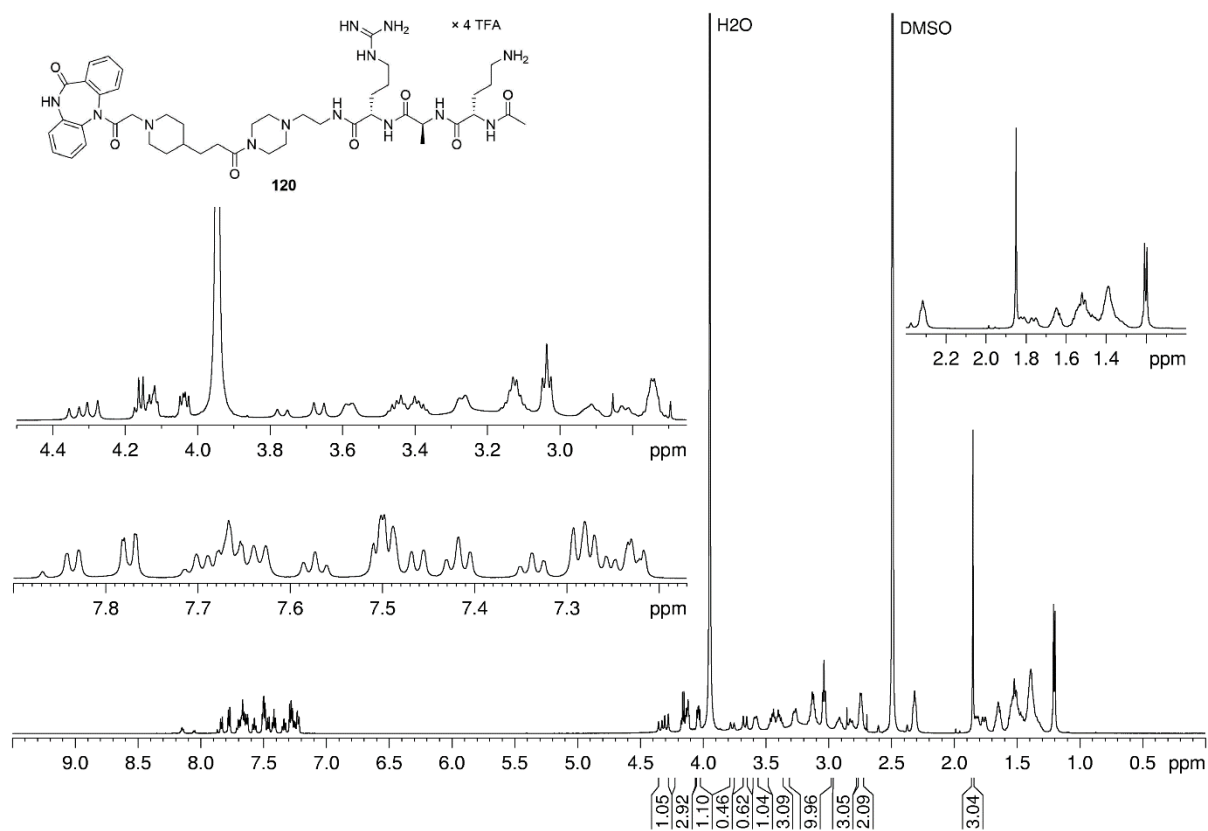 HN NH2 × 4 TFA
HN
NH2
O
HN N
O
N
N
O
N
N
H
N
O
N
H
O
H
N
O
N
H
O
120
H2O
DMSO
2.2 2.0 1.8 1.6 1.4 ppm
4.4 4.2 4.0 3.8 3.6 3.4 3.2 3.0 ppm
7.8 7.7 7.6 7.5 7.4 7.3 ppm
9.0 8.5 8.0 7.5 7.0 6.5 6.0 5.5 5.0 4.5 4.0 3.5 3.0 2.5 2.0 1.5 1.0 0.5 ppm
1.05 2.92 1.10 0.46 0.62 1.04 3.09 9.96 3.05 2.09 3.04